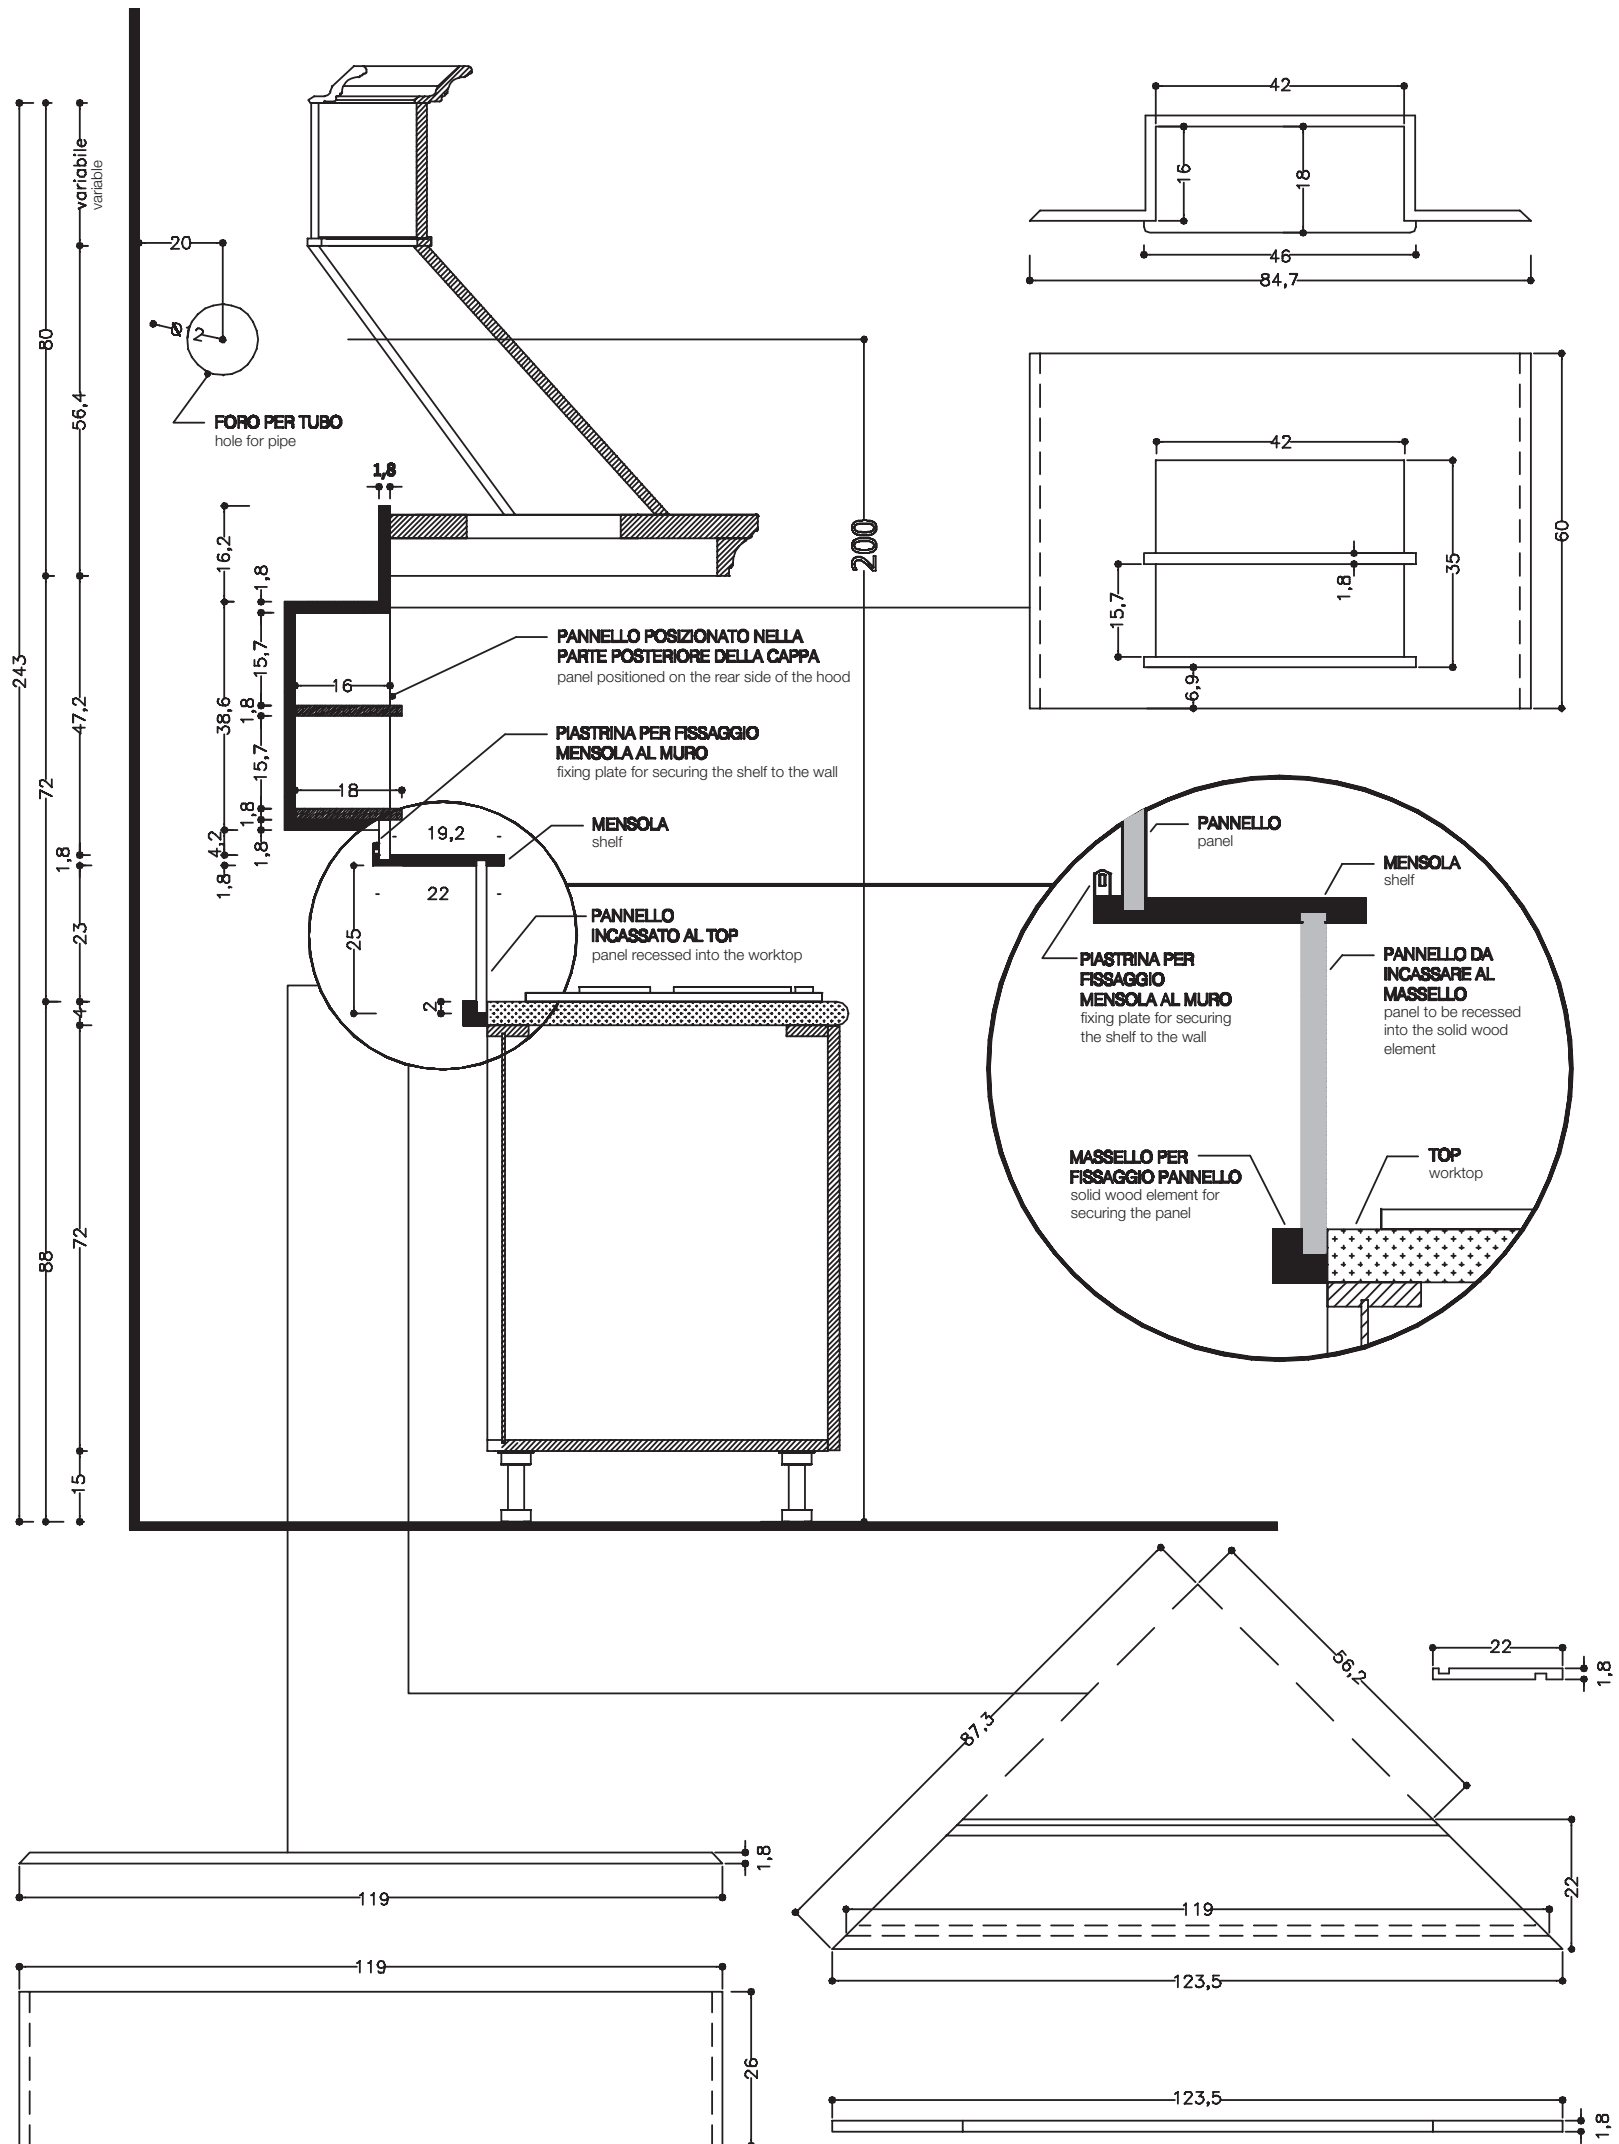 42
16
18
46
84,7
variabile
variable
20
Ø12
80
56,4
FORO PER TUBO
hole for pipe
1,8
42
200
60
35
1,8
15,7
6,9
16,2
1,8
243
72
47,2
38,6
15,7
1,8
15,7
1,8
16
18
PANNELLO POSIZIONATO NELLA
PARTE POSTERIORE DELLA CAPPA
panel positioned on the rear side of the hood
PIASTRINA PER FISSAGGIO
MENSOLA AL MURO
fixing plate for securing the shelf to the wall
4,2
1,8
1,8
1,8
19,2
MENSOLA
shelf
22
23
25
PANNELLO
INCASSATO AL TOP
panel recessed into the worktop
2
4
PANNELLO
panel
MENSOLA
shelf
PIASTRINA PER
FISSAGGIO
MENSOLA AL MURO
fixing plate for securing
the shelf to the wall
PANNELLO DA
INCASSARE AL
MASSELLO
panel to be recessed
into the solid wood
element
MASSELLO PER
FISSAGGIO PANNELLO
solid wood element for
securing the panel
TOP
worktop
88
72
15
87,3
56,2
22
1,8
1,8
119
119
22
123,5
119
26
123,5
1,8